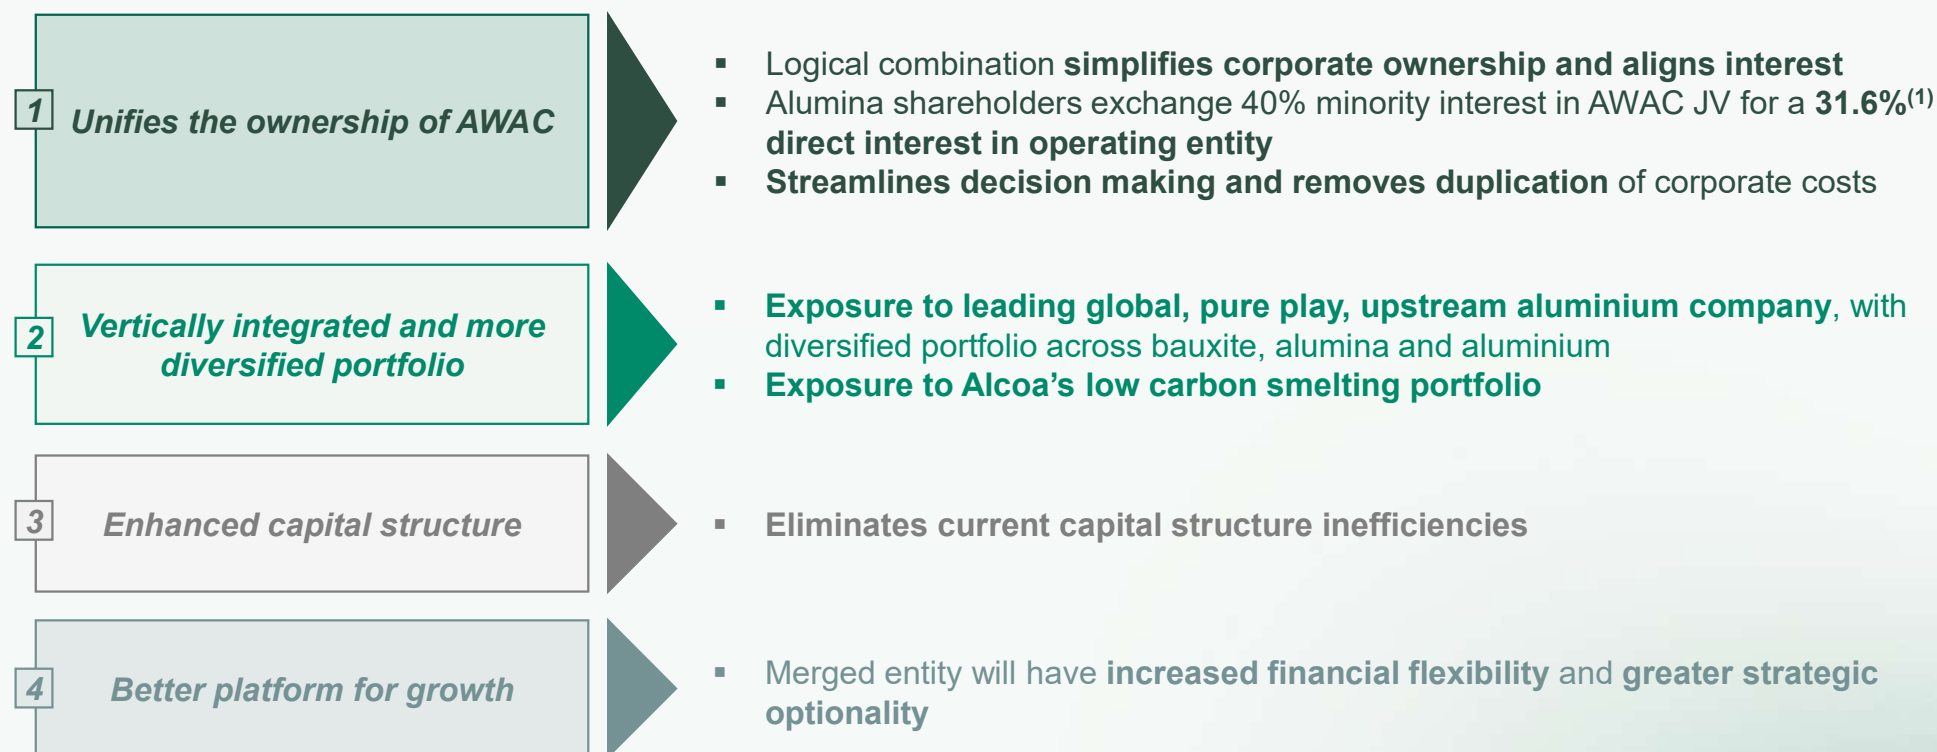 1
Unifies the ownership of AWAC
▪ Logical combination simplifies corporate ownership and aligns interest
▪ Alumina shareholders exchange 40% minority interest in AWAC JV for a 31.6%(1)
direct interest in operating entity
▪ Streamlines decision making and removes duplication of corporate costs
2
Vertically integrated and more
diversified portfolio
▪ Exposure to leading global, pure play, upstream aluminium company, with
diversified portfolio across bauxite, alumina and aluminium
▪ Exposure to Alcoa’s low carbon smelting portfolio
3
Enhanced capital structure
▪ Eliminates current capital structure inefficiencies
4
Better platform for growth
▪ Merged entity will have increased financial flexibility and greater strategic
optionality